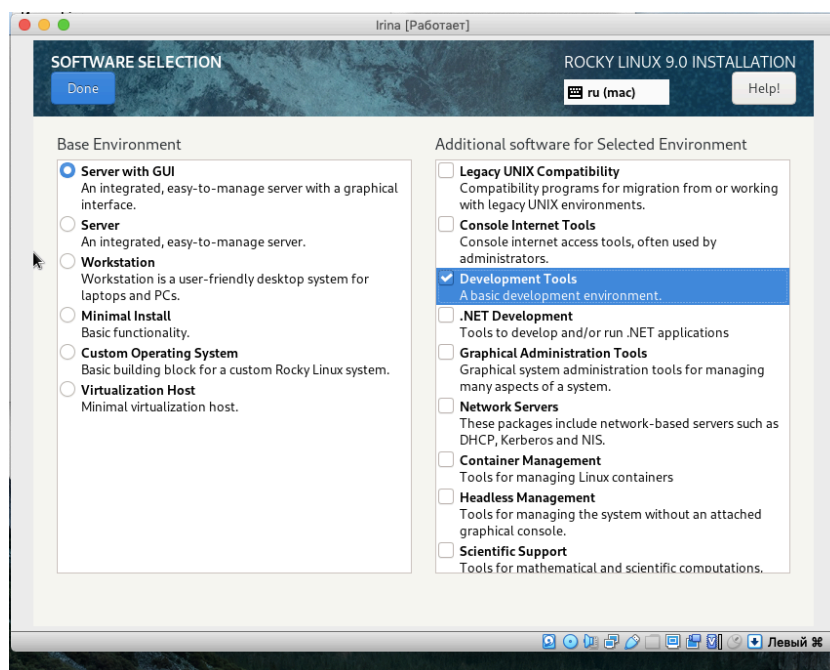 Irina [Работает]
SOFTWARE SELECTION
Done
ROCKY LINUX 9.0 INSTALLATION
ru (mac)
Help!
Base Environment
Server with GUI
An integrated, easy-to-manage server with a graphical
interface.
Server
An integrated, easy-to-manage server.
Workstation
Workstation is a user-friendly desktop system for
laptops and PCs.
Minimal Install
Basic functionality.
Custom Operating System
Basic building block for a custom Rocky Linux system.
Virtualization Host
Minimal virtualization host.
Additional software for Selected Environment
Legacy UNIX Compatibility
Compatibility programs for migration from or working
with legacy UNIX environments.
Console Internet Tools
Console internet access tools, often used by
administrators.
Development Tools
A basic development environment.
.NET Development
Tools to develop and/or run .NET applications
Graphical Administration Tools
Graphical system administration tools for managing
many aspects of a system.
Network Servers
These packages include network-based servers such as
DHCP, Kerberos and NIS.
Container Management
Tools for managing Linux containers
Headless Management
Tools for managing the system without an attached
graphical console.
Scientific Support
Tools for mathematical and scientific computations.
Левый ⌘